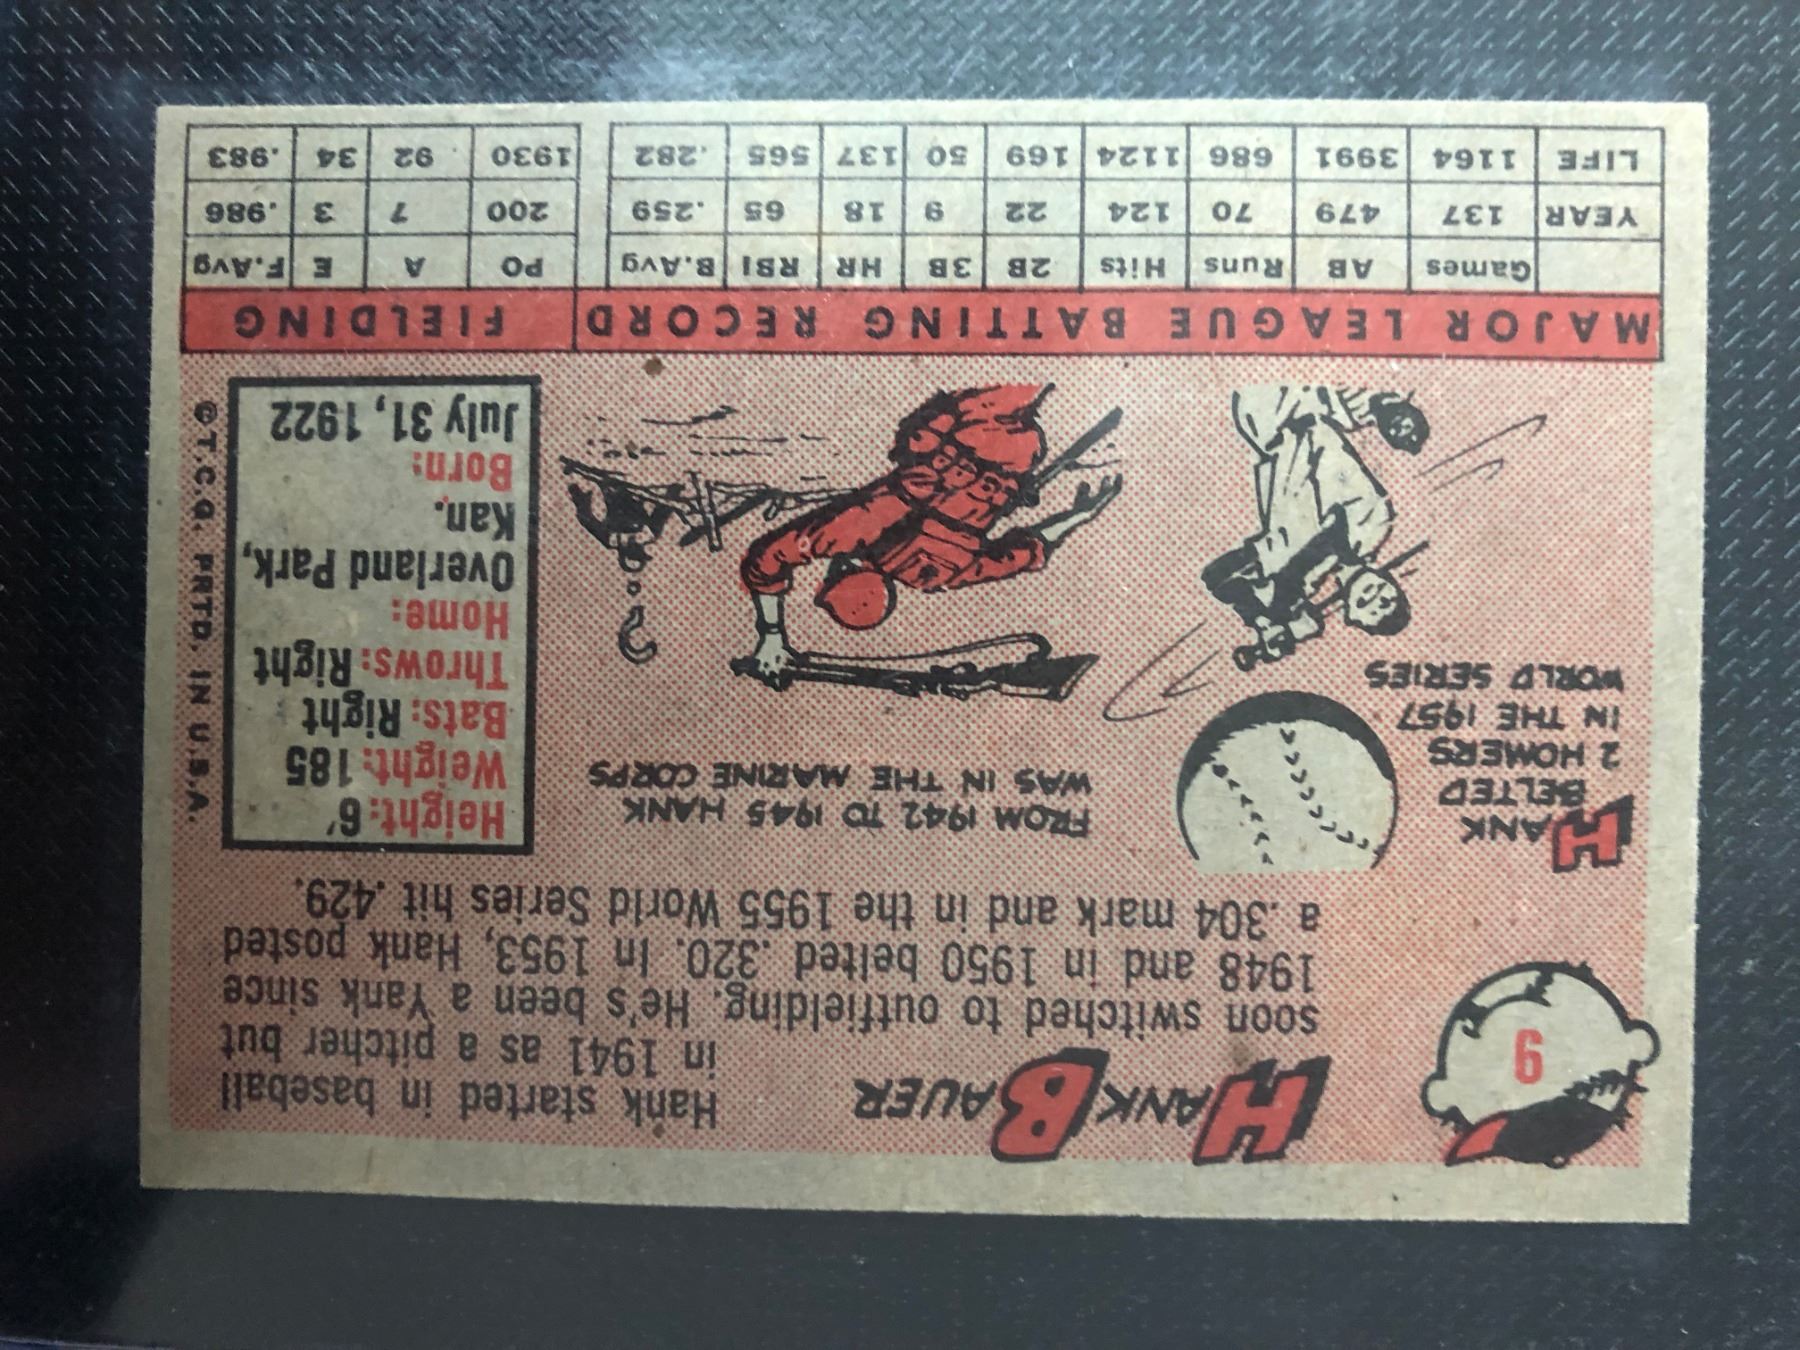 9
HANK BAUER
Hank started in baseball
in 1941 as a pitcher but
soon switched to outfielding. He's been a Yank since
1948 and in 1950 belted .320. In 1953, Hank posted
a .304 mark and in the 1955 World Series hit .429.
HANK
BELTED
2 HOMERS
IN THE 1957
WORLD SERIES
FROM 1942 TO 1945 HANK
WAS IN THE MARINE CORPS
Height: 6'
Weight: 185
Bats: Right
Throws: Right
Home:
Overland Park,
Kan.
Born:
July 31, 1922
©T.C.G. PRTD. IN U.S.A.
MAJOR LEAGUE BATTING RECORD FIELDING
Games AB Runs Hits 2B 3B HR RBI B.Avg PO A E F.Avg
YEAR 137 479 70 124 22 9 18 65 .259 200 7 3 .986
LIFE 1164 3991 686 1124 169 50 137 565 .282 1930 92 34 .983